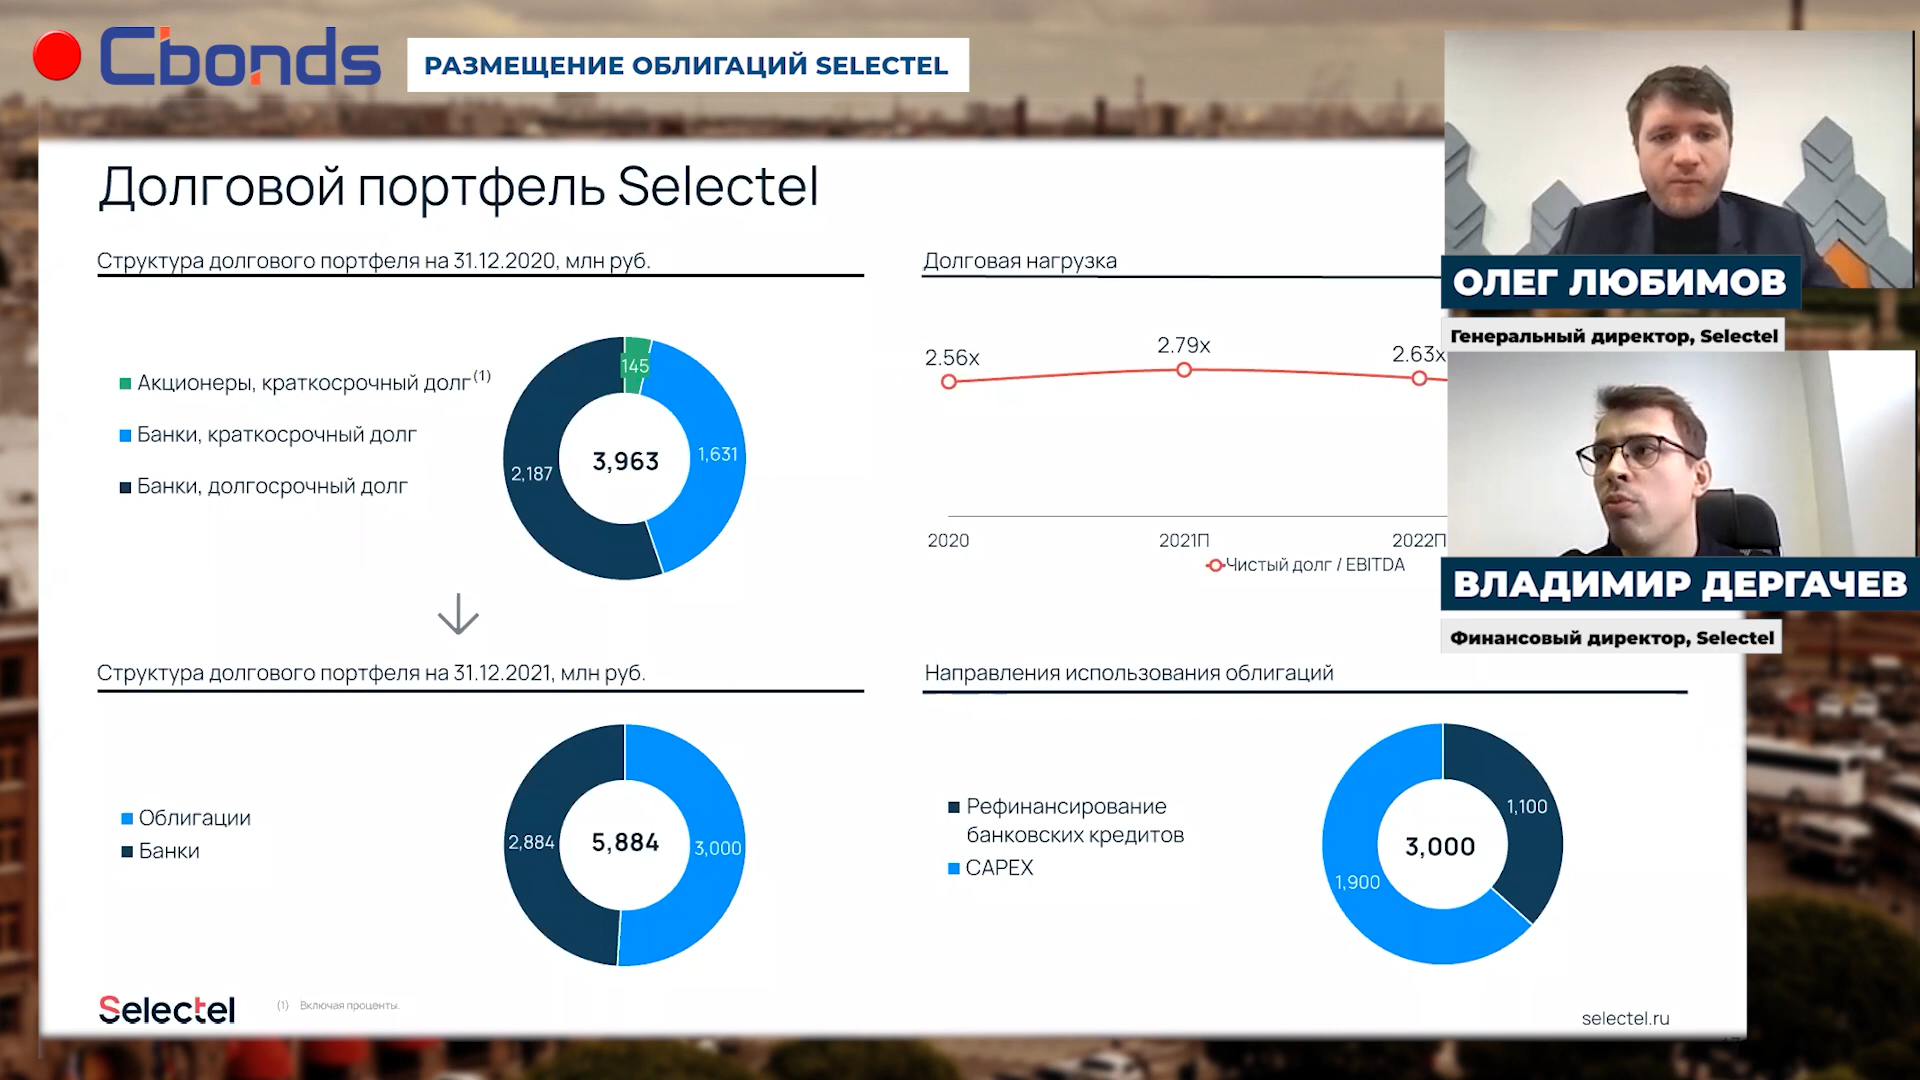 Cbonds
РАЗМЕЩЕНИЕ ОБЛИГАЦИЙ SELECTEL
Долговой портфель Selectel
Структура долгового портфеля на 31.12.2020, млн руб.
Акционеры, краткосрочный долг(1)
Банки, краткосрочный долг
Банки, долгосрочный долг
145
1,631
2,187
3,963
Долговая нагрузка
2.56x
2.79x
2.63x
2020
2021П
2022П
Чистый долг / EBITDA
ОЛЕГ ЛЮБИМОВ
Генеральный директор, Selectel
ВЛАДИМИР ДЕРГАЧЕВ
Финансовый директор, Selectel
Структура долгового портфеля на 31.12.2021, млн руб.
Облигации
Банки
2,884
5,884
3,000
Направления использования облигаций
Рефинансирование
банковских кредитов
CAPEX
1,100
3,000
1,900
Selectel
(1) Включая проценты.
selectel.ru